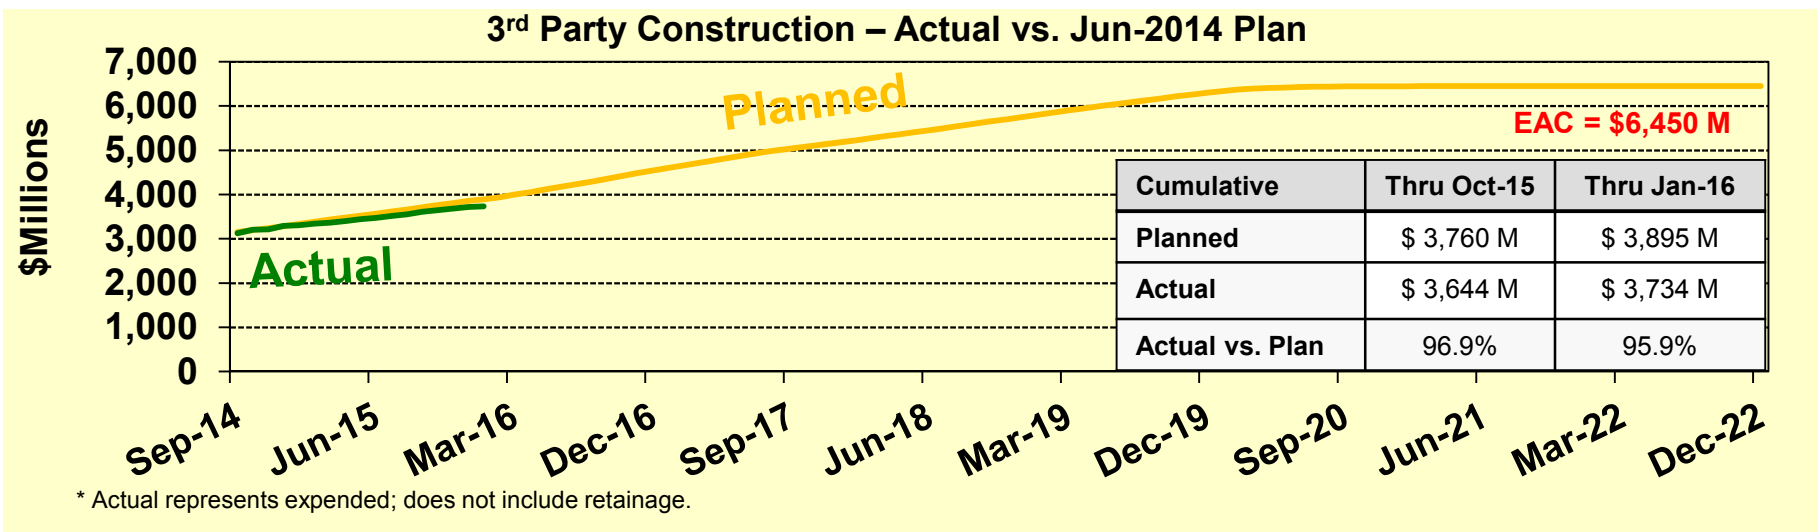 3rd Party Construction – Actual vs. Jun-2014 Plan
$Millions
7,000
6,000
5,000
4,000
3,000
2,000
1,000
0
Planned
Actual
EAC = $6,450 M
Cumulative Thru Oct-15 Thru Jan-16
Planned $ 3,760 M $ 3,895 M
Actual $ 3,644 M $ 3,734 M
Actual vs. Plan 96.9% 95.9%
Sep-14 Jun-15 Mar-16 Dec-16 Sep-17 Jun-18 Mar-19 Dec-19 Sep-20 Jun-21 Mar-22 Dec-22
* Actual represents expended; does not include retainage.